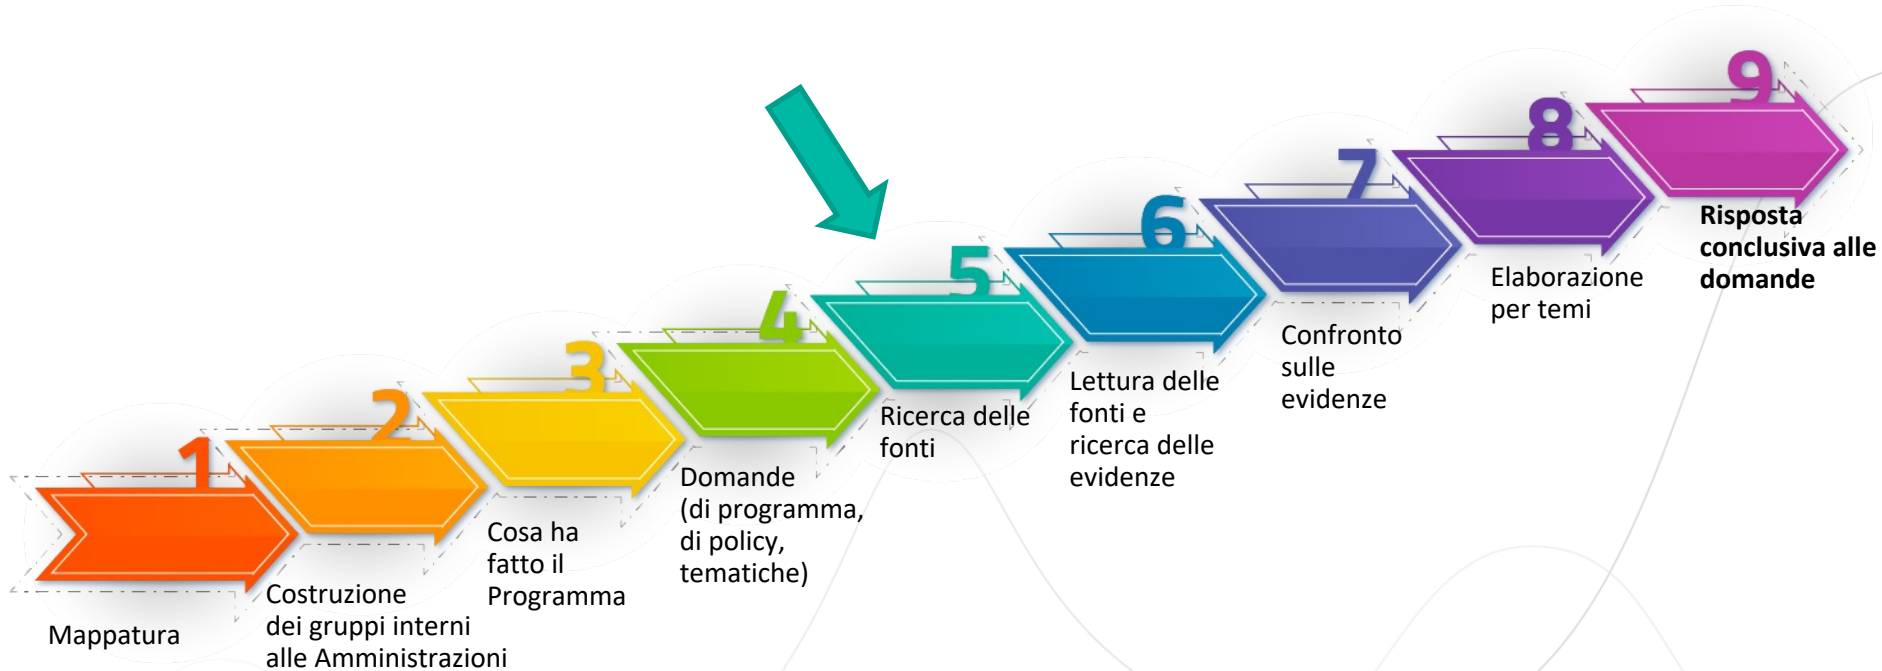 1
Mappatura
2
Costruzione
dei gruppi interni
alle Amministrazioni
3
Cosa ha
fatto il
Programma
4
Domande
(di programma,
di policy,
tematiche)
5
Ricerca delle
fonti
6
Lettura delle
fonti e
ricerca delle
evidenze
7
Confronto
sulle
evidenze
8
Elaborazione
per temi
9
Risposta
conclusiva alle
domande